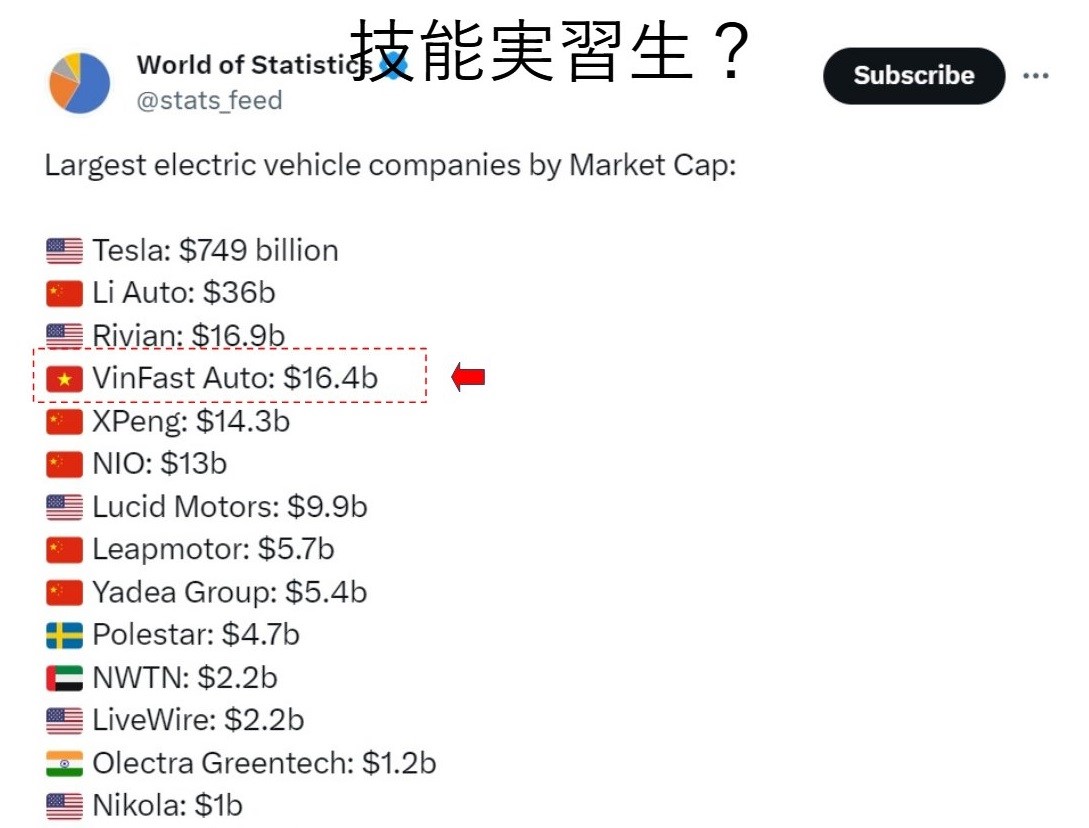 技能実習生？
World of Statistics
@stats_feed
Subscribe
Largest electric vehicle companies by Market Cap:
Tesla: $749 billion
Li Auto: $36b
Rivian: $16.9b
VinFast Auto: $16.4b
XPeng: $14.3b
NIO: $13b
Lucid Motors: $9.9b
Leapmotor: $5.7b
Yadea Group: $5.4b
Polestar: $4.7b
NWTN: $2.2b
LiveWire: $2.2b
Olectra Greentech: $1.2b
Nikola: $1b